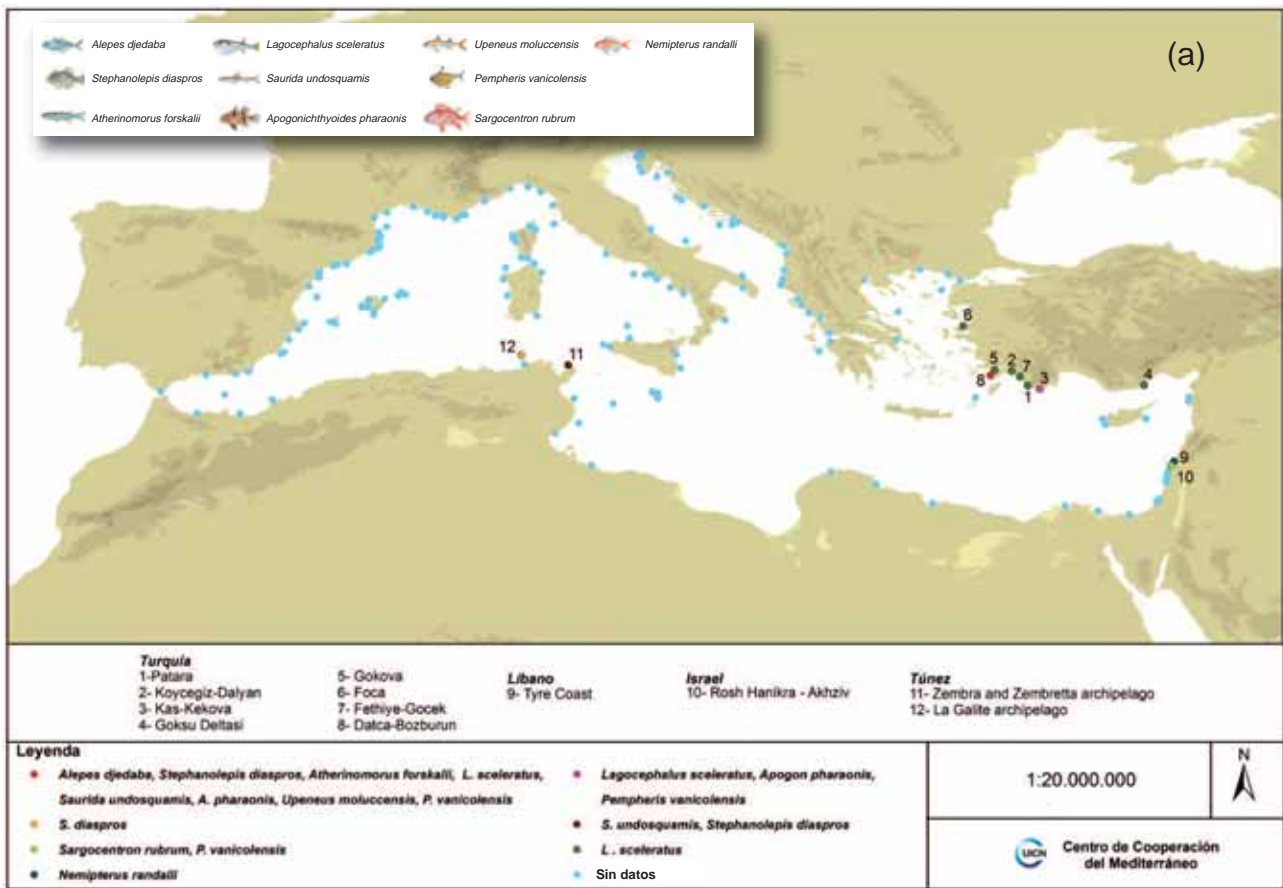 (a)
Alepes djedaba
Lagocephalus sceleratus
Upeneus moluccensis
Nemipterus randalli
Stephanolepis diaspros
Saurida undosquamis
Pempheris vanicolensis
Atherinomorus forskalii
Apogonichthyoides pharaonis
Sargocentron rubrum
12
11
6
5
2
7
8
1
3
4
9
10
Turquía
1-Patara
2- Koycegiz-Dalyan
3- Kas-Kekova
4- Goksu Deltasi
5- Gokova
6- Foca
7- Fethiye-Gocek
8- Datca-Bozburun
Líbano
9- Tyre Coast
Israel
10- Rosh Hanikra - Akhziv
Túnez
11- Zembra and Zembretta archipelago
12- La Galite archipelago
Leyenda
Alepes djedaba, Stephanolepis diaspros, Atherinomorus forskalii, L. sceleratus,
Saurida undosquamis, A. pharaonis, Upeneus moluccensis, P. vanicolensis
S. diaspros
Sargocentron rubrum, P. vanicolensis
Nemipterus randalli
Lagocephalus sceleratus, Apogon pharaonis,
Pempheris vanicolensis
S. undosquamis, Stephanolepis diaspros
L. sceleratus
Sin datos
1:20.000.000
N
UICN
Centro de Cooperación
del Mediterráneo